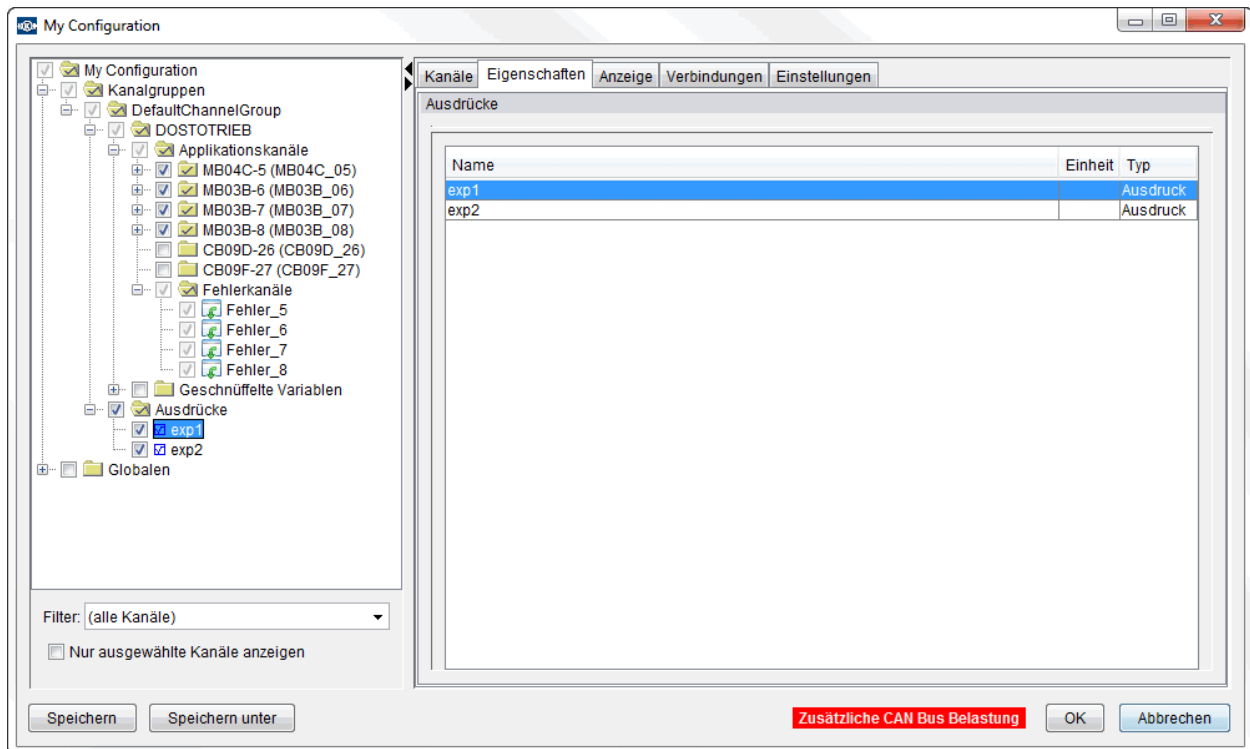 My Configuration
My Configuration
Kanalgruppen
DefaultChannelGroup
DOSTOTRIEB
Applikationskanäle
MB04C-5 (MB04C_05)
MB03B-6 (MB03B_06)
MB03B-7 (MB03B_07)
MB03B-8 (MB03B_08)
CB09D-26 (CB09D_26)
CB09F-27 (CB09F_27)
Fehlerkanäle
Fehler_5
Fehler_6
Fehler_7
Fehler_8
Geschnüffelte Variablen
Ausdrücke
exp1
exp2
Globalen
Filter: (alle Kanäle)
Nur ausgewählte Kanäle anzeigen
Kanäle Eigenschaften Anzeige Verbindungen Einstellungen
Ausdrücke
Name Einheit Typ
exp1 Ausdruck
exp2 Ausdruck
Speichern Speichern unter Zusätzliche CAN Bus Belastung OK Abbrechen